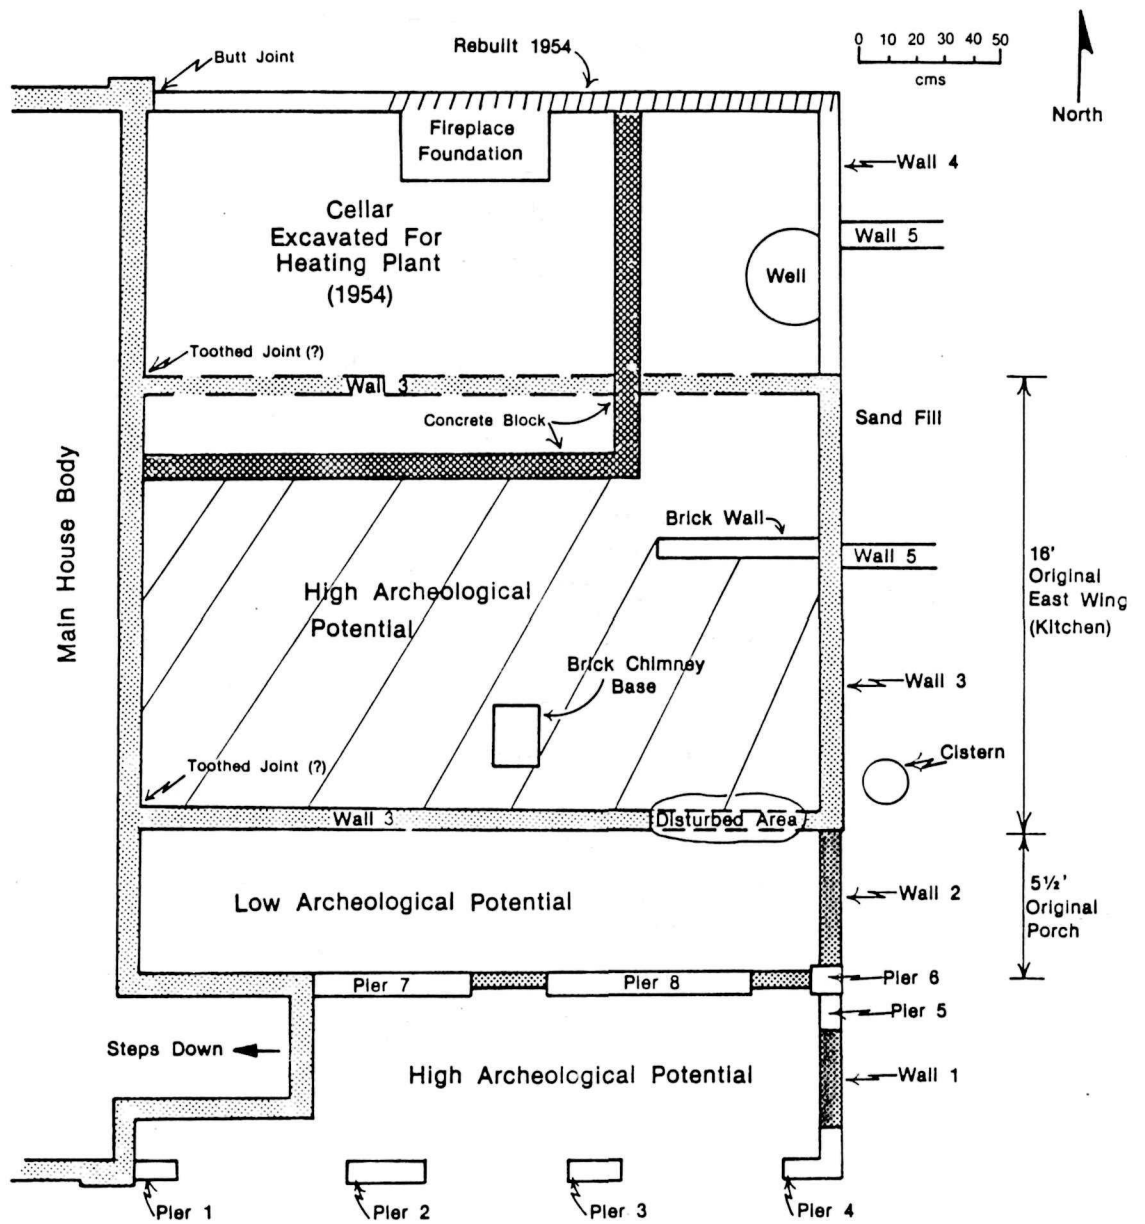 Rebuilt 1954
0 10 20 30 40 50
cms
North
Butt Joint
Fireplace
Foundation
Wall 4
Cellar
Excavated For
Heating Plant
(1954)
Wall 5
Well
Toothed Joint (?)
Wall 3
Concrete Block
Sand Fill
Main House Body
Brick Wall
Wall 5
16'
Original
East Wing
(Kitchen)
High Archeological
Potential
Brick Chimney
Base
Wall 3
Cistern
Toothed Joint (?)
Wall 3
Disturbed Area
Low Archeological Potential
Wall 2
5½'
Original
Porch
Pier 7
Pier 8
Pier 6
Pier 5
Steps Down
High Archeological Potential
Wall 1
Pier 1
Pier 2
Pier 3
Pier 4